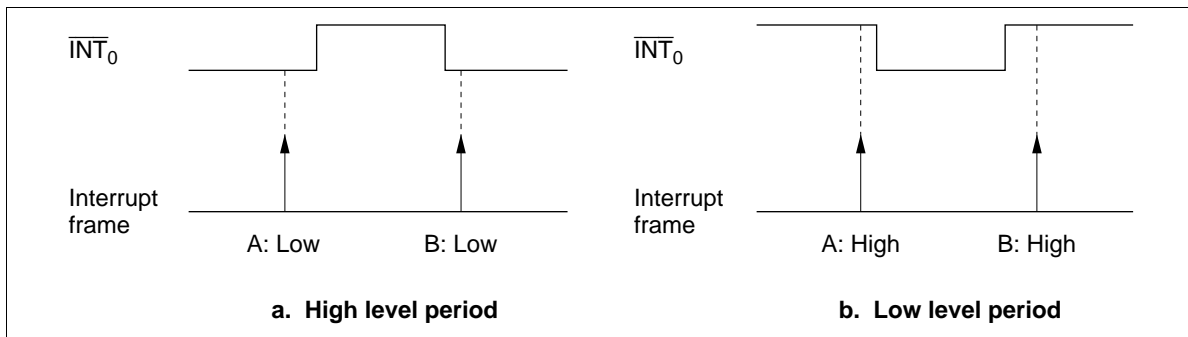 INT0
Interrupt
frame
A: Low
B: Low
a. High level period
INT0
Interrupt
frame
A: High
B: High
b. Low level period